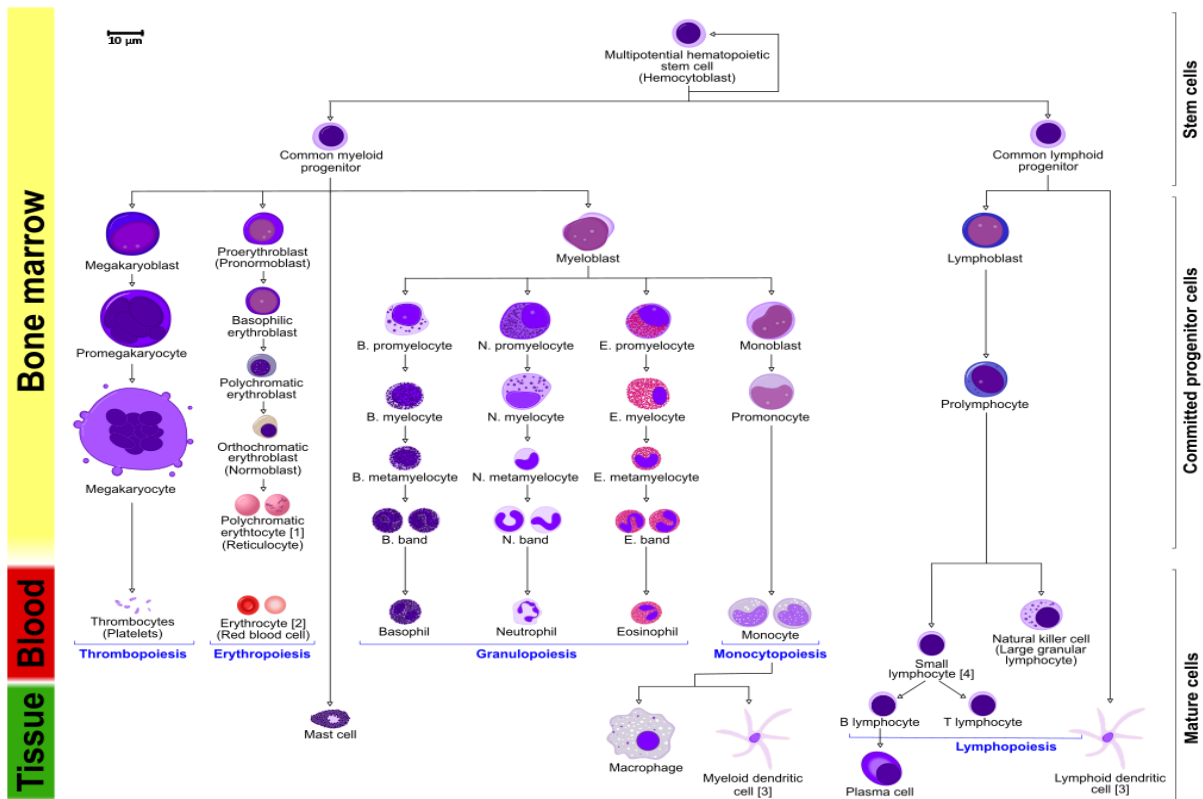 10 µm
Multipotential hematopoietic
stem cell
(Hemocytoblast)
Common myeloid
progenitor
Common lymphoid
progenitor
Stem cells
Bone marrow
Megakaryoblast
Proerythroblast
(Pronormoblast)
Myeloblast
Lymphoblast
Basophilic
erythroblast
Promegakaryocyte
B. promyelocyte
N. promyelocyte
E. promyelocyte
Monoblast
Polychromatic
erythroblast
B. myelocyte
N. myelocyte
E. myelocyte
Promonocyte
Prolymphocyte
Committed progenitor cells
Orthochromatic
erythroblast
(Normoblast)
Megakaryocyte
B. metamyelocyte
N. metamyelocyte
E. metamyelocyte
Polychromatic
erythtocyte [1]
(Reticulocyte)
B. band
N. band
E. band
Blood
Thrombocytes
(Platelets)
Erythrocyte [2]
(Red blood cell)
Basophil
Neutrophil
Eosinophil
Monocyte
Natural killer cell
(Large granular
lymphocyte)
Thrombopoiesis
Erythropoiesis
Granulopoiesis
Monocytopoiesis
Small
lymphocyte [4]
Mature cells
Tissue
Mast cell
Macrophage
Myeloid dendritic
cell [3]
B lymphocyte
T lymphocyte
Lymphopoiesis
Plasma cell
Lymphoid dendritic
cell [3]